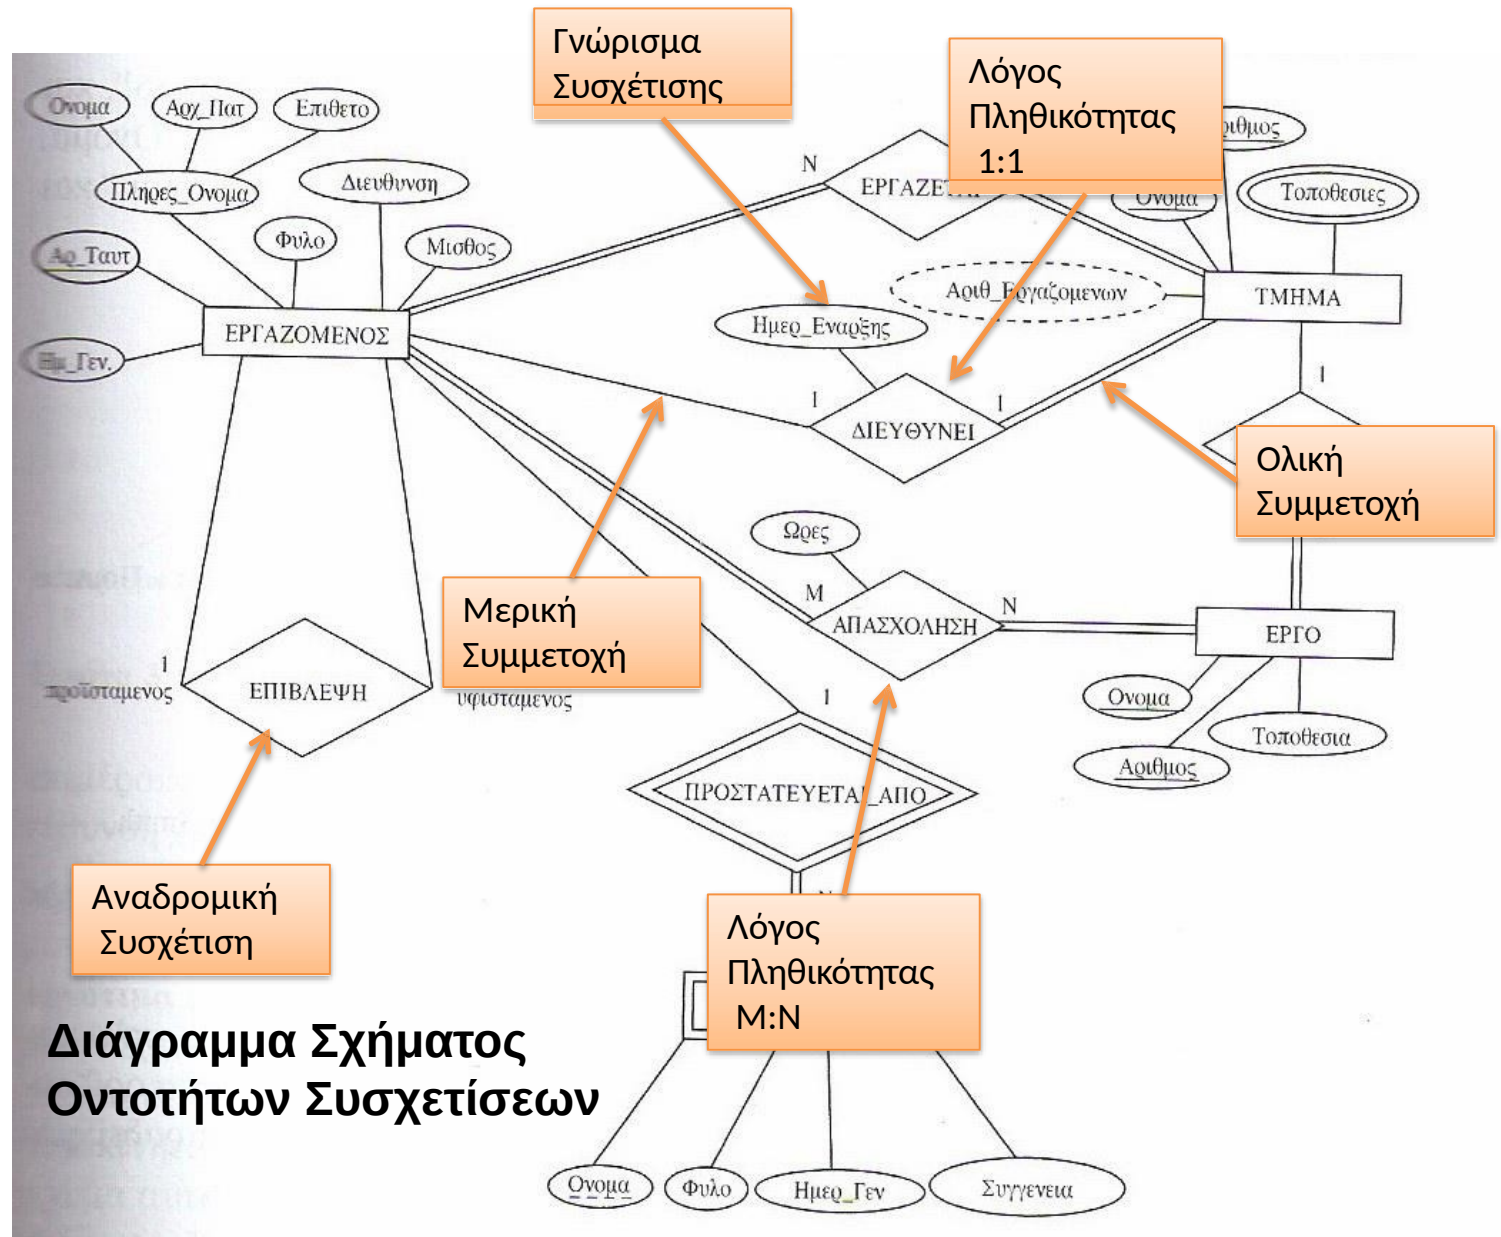 Γνώρισμα
Συσχέτισης
Λόγος
Πληθικότητας
1:1
Ονομα
Αρχ_Πατ
Επιθετο
Πληρες_Ονομα
Διευθυνση
Φυλο
Μισθος
Αρ_Ταυτ
Ημ_Γεν.
ΕΡΓΑΖΟΜΕΝΟΣ
N
Ονομα
Τοποθεσιες
Αριθ_Εργαζομενων
ΤΜΗΜΑ
Ημερ_Εναρξης
1
1
1
ΔΙΕΥΘΥΝΕΙ
Ολική
Συμμετοχή
Ωρες
Μερική
Συμμετοχή
M
N
ΑΠΑΣΧΟΛΗΣΗ
ΕΡΓΟ
1
προϊσταμενος
ΕΠΙΒΛΕΨΗ
υφισταμενος
1
Ονομα
Τοποθεσια
Αριθμος
ΠΡΟΣΤΑΤΕΥΕΤΑΙ_ΑΠΟ
Αναδρομική
Συσχέτιση
Λόγος
Πληθικότητας
M:N
Διάγραμμα Σχήματος
Οντοτήτων Συσχετίσεων
Ονομα
Φυλο
Ημερ_Γεν
Συγγενεια